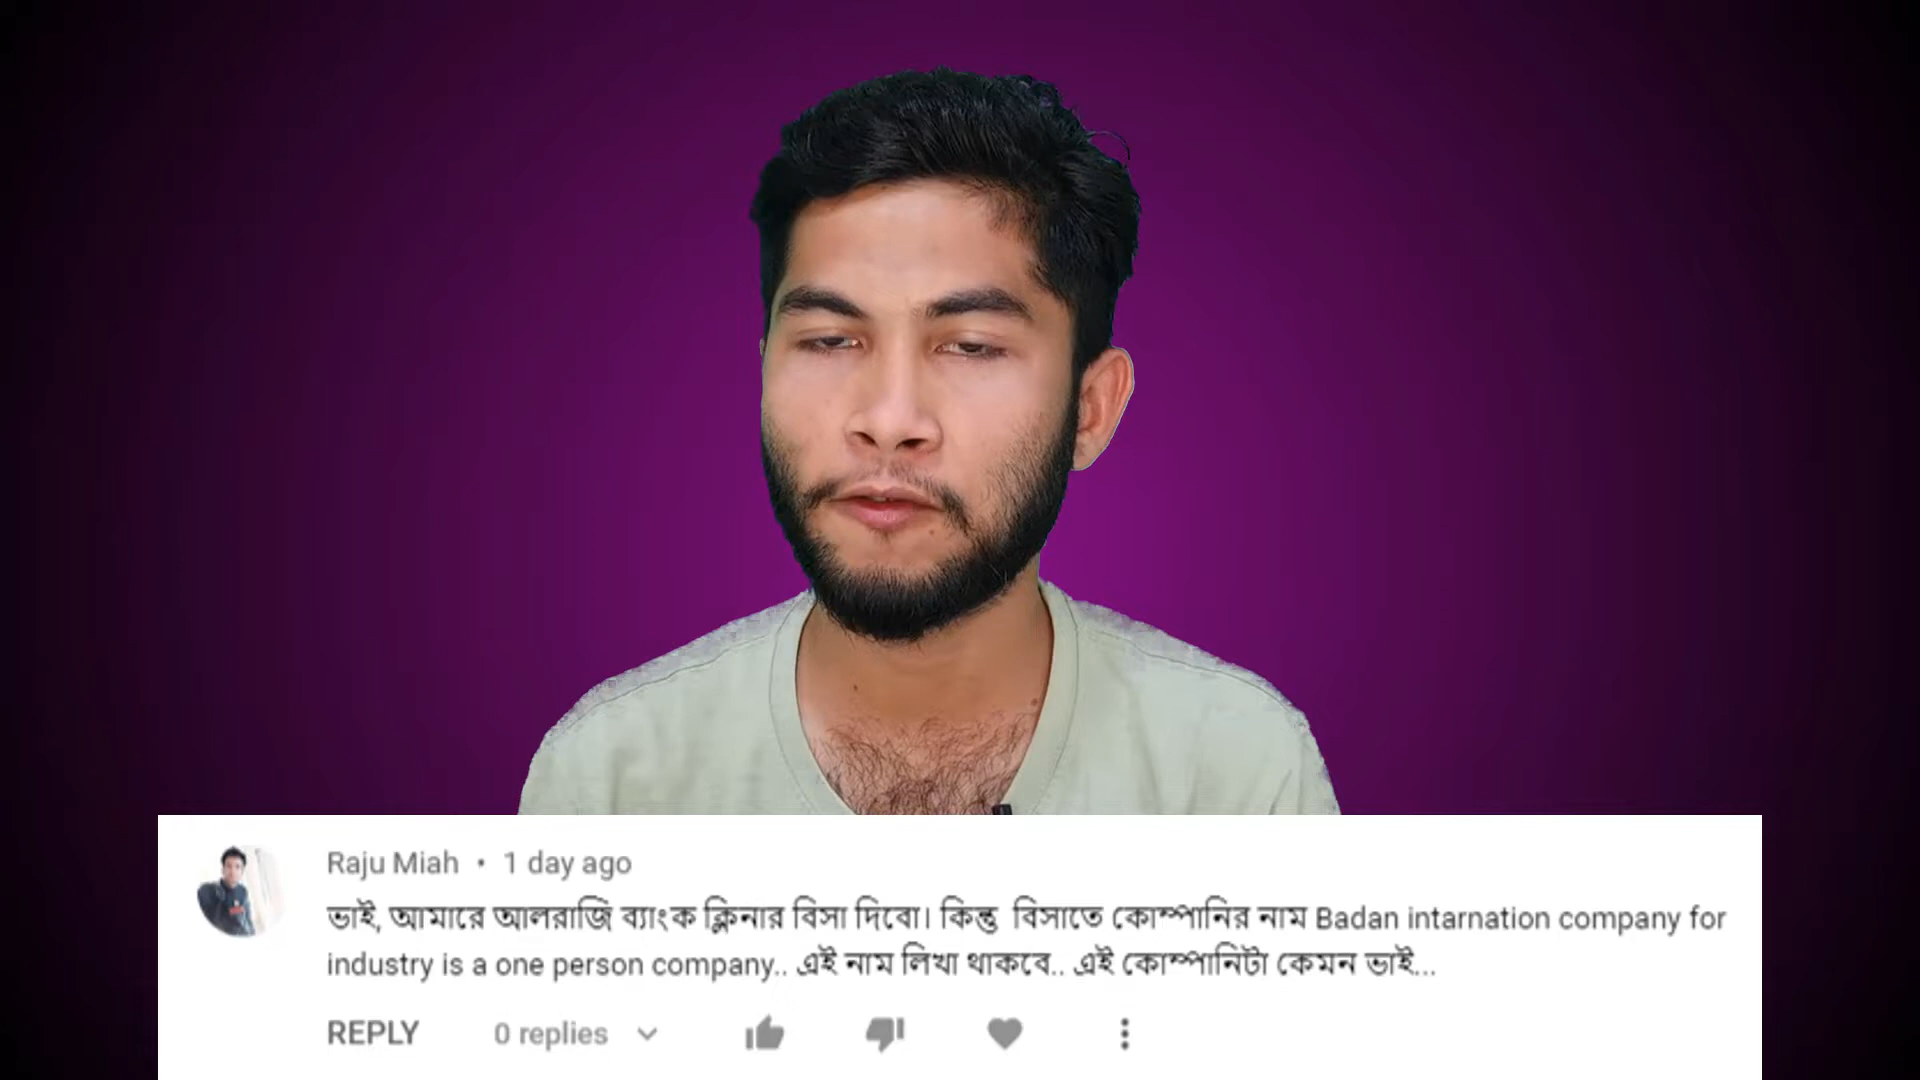 Raju Miah • 1 day ago
ভাই, আমারে আলরাজি ব্যাংক ক্লিনার বিসা দিবো। কিন্তু বিসাতে কোম্পানির নাম Badan intarnation company for
industry is a one person company.. এই নাম লিখা থাকবে.. এই কোম্পানিটা কেমন ভাই...
REPLY 0 replies